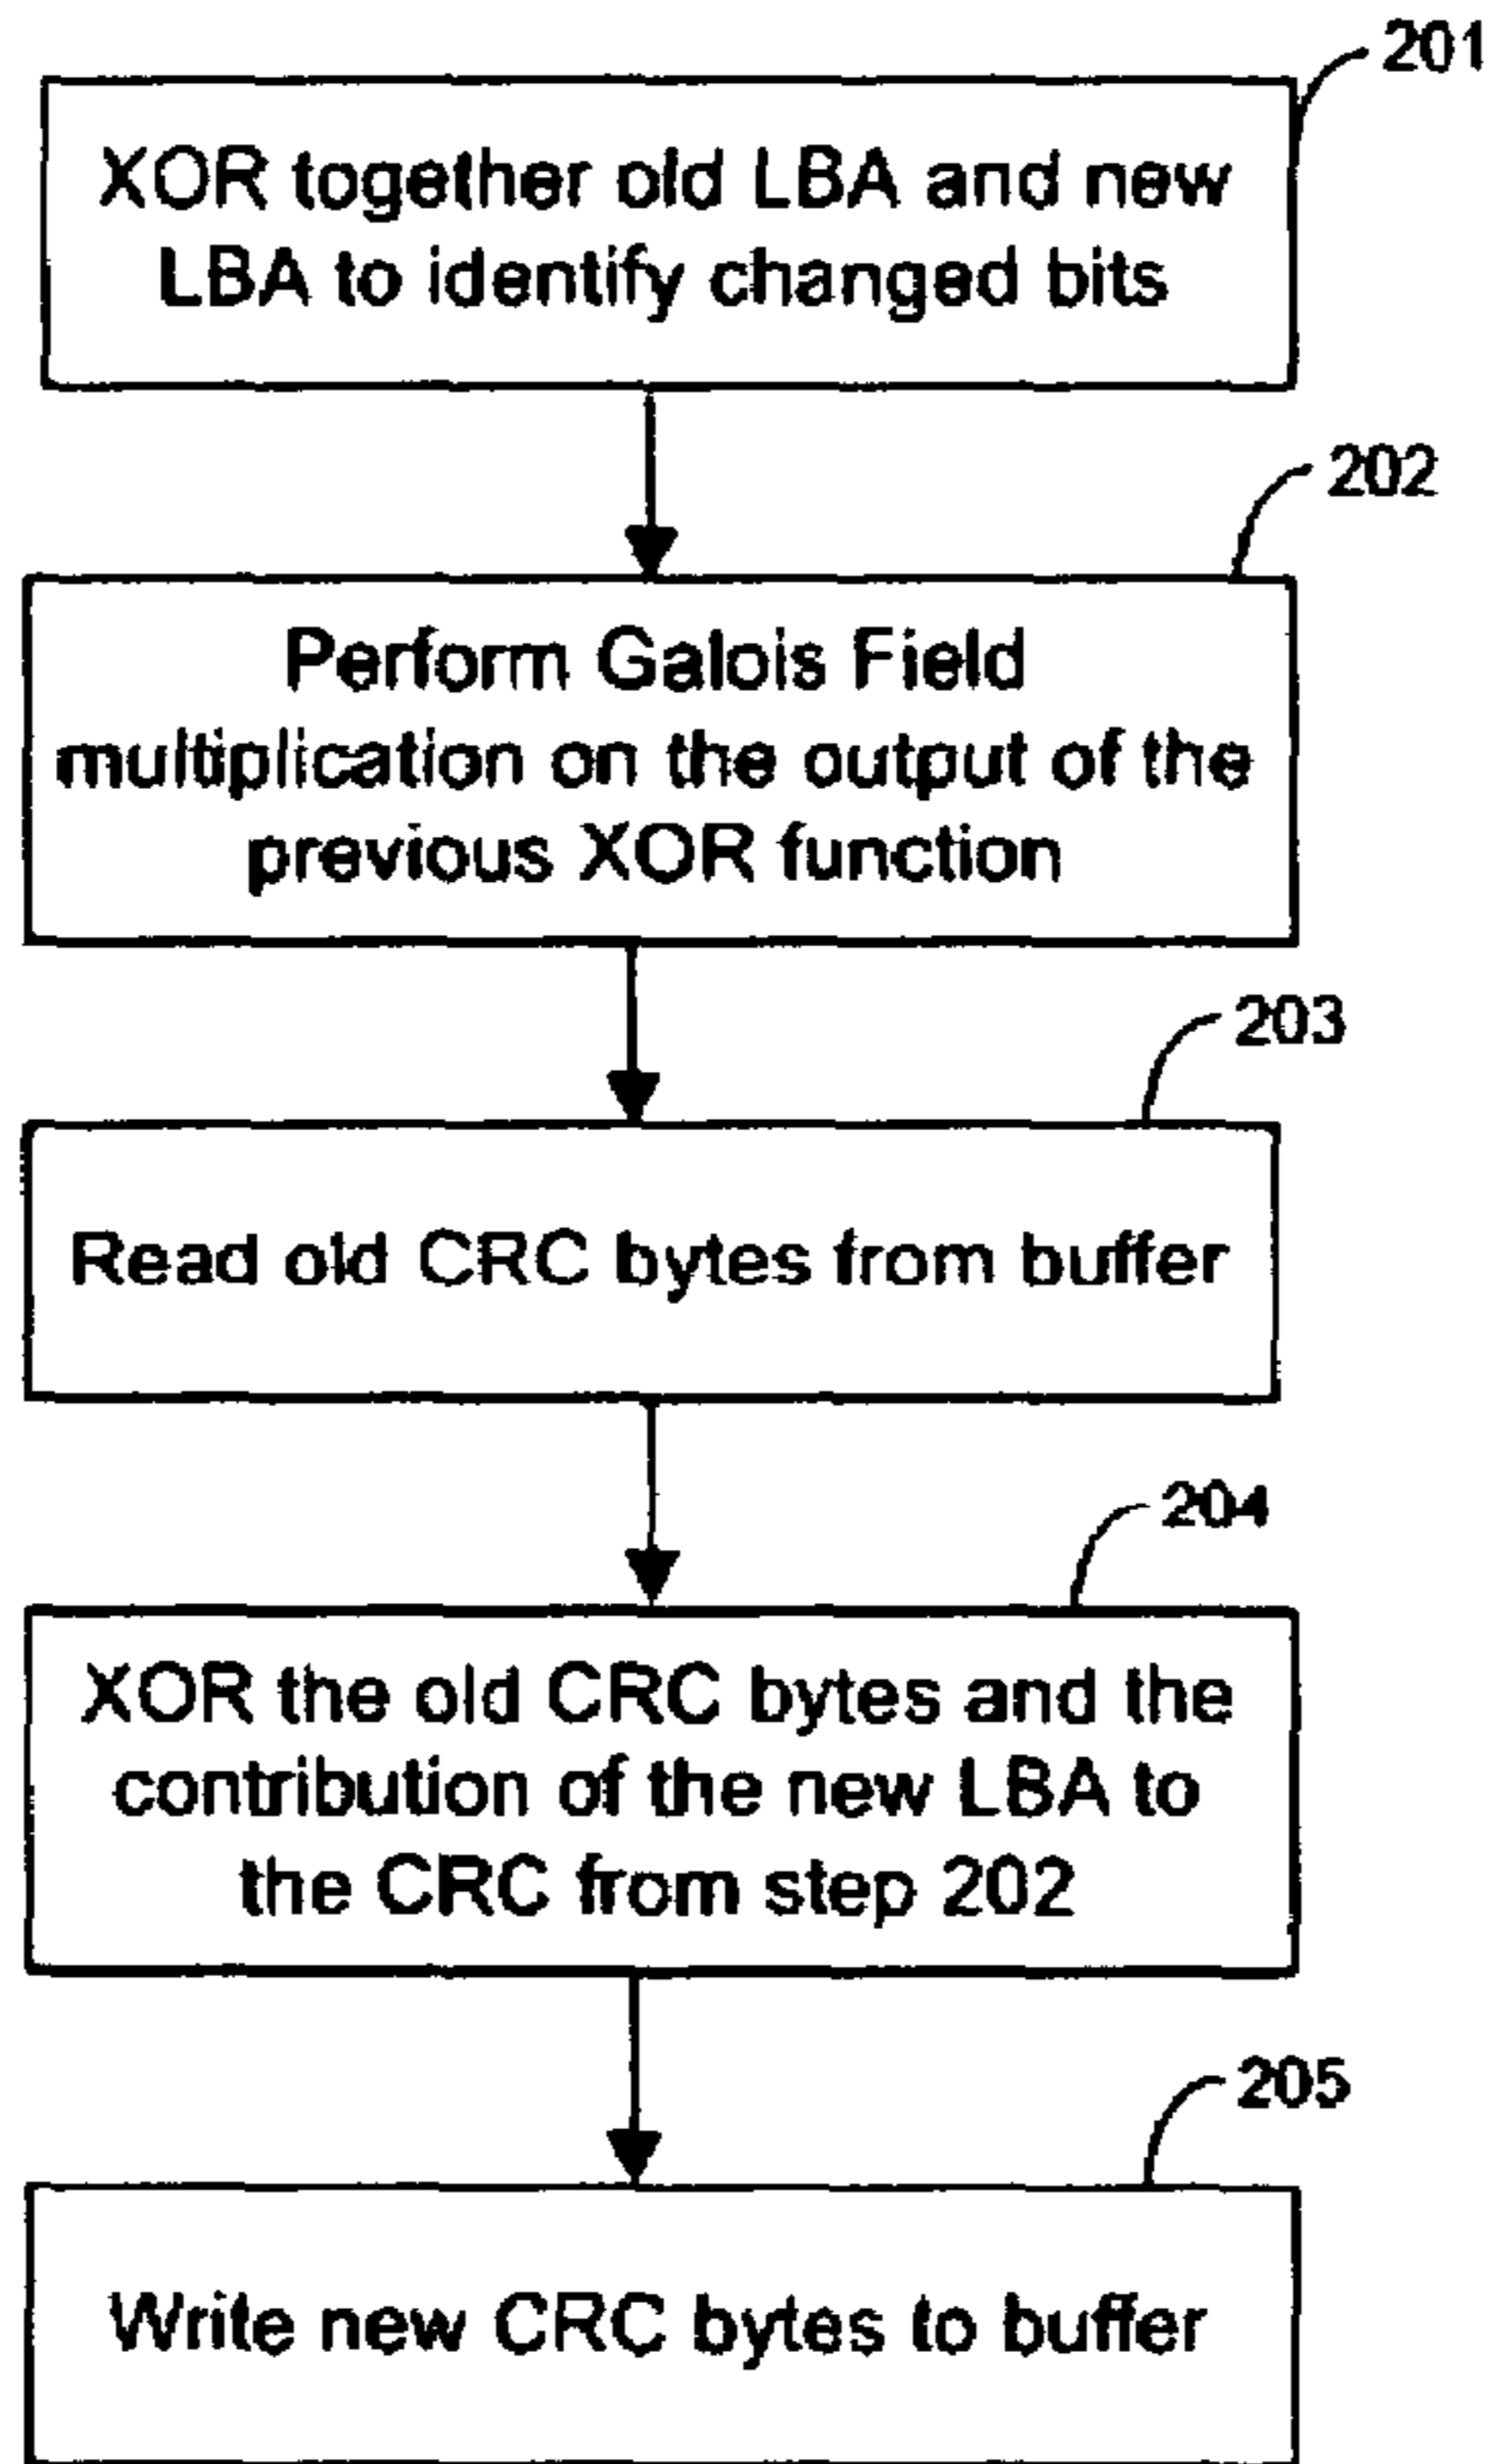 201
XOR together old LBA and new
LBA to identify changed bits
202
Perform Galois Field
multiplication on the output of the
previous XOR function
203
Read old CRC bytes from buffer
204
XOR the old CRC bytes and the
contribution of the new LBA to
the CRC from step 202
205
Write new CRC bytes to buffer